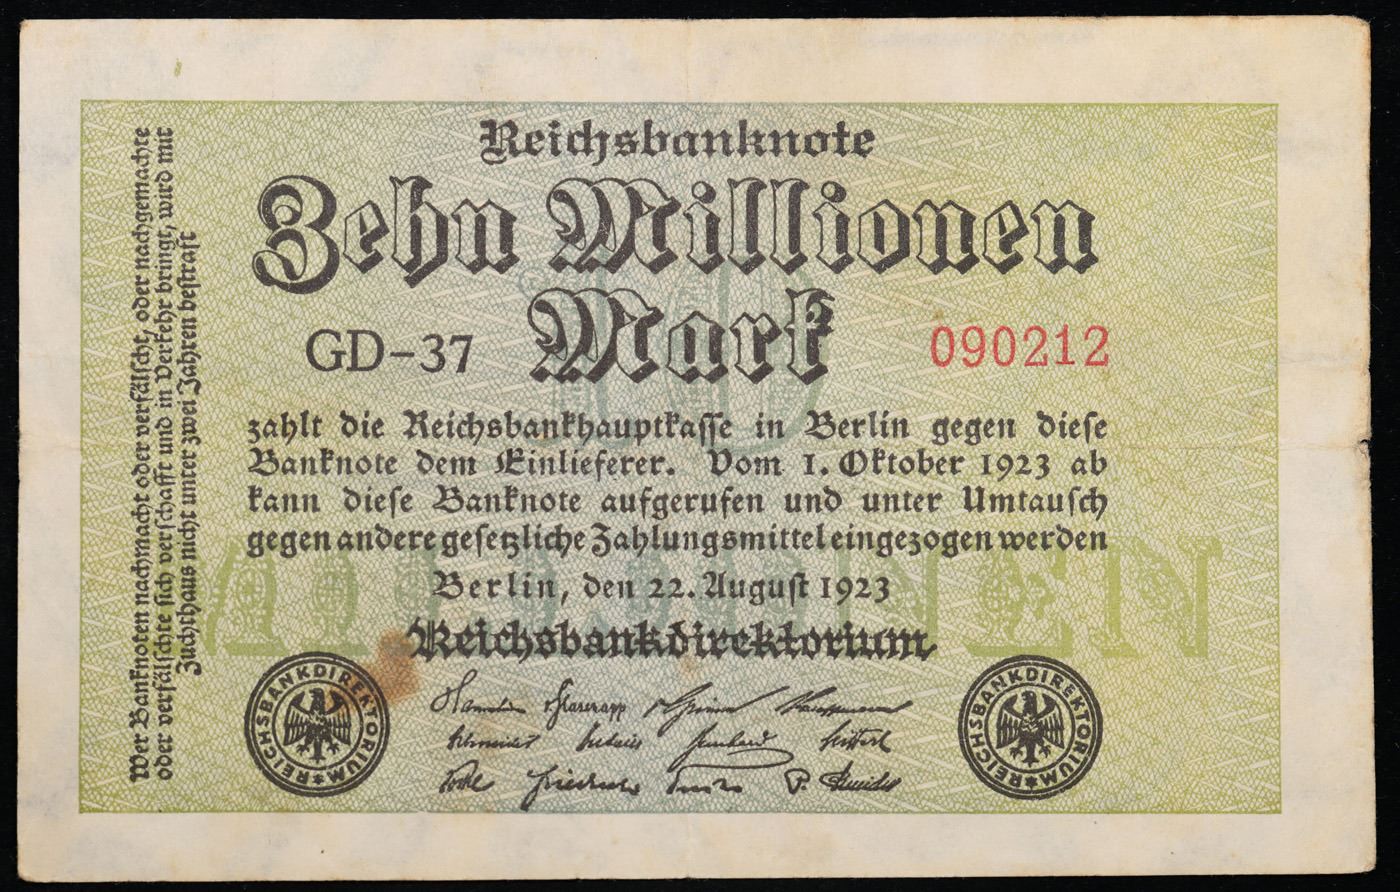 Reichsbanknote
Zehn Millionen
Mark
GD-37
090212
zahlt die Reichsbankhauptkasse in Berlin gegen diese
Banknote dem Einlieferer. Vom 1. Oktober 1923 ab
kann diese Banknote aufgerufen und unter Umtausch
gegen andere gesetzliche Zahlungsmittel eingezogen werden
Berlin, den 22. August 1923
Reichsbankdirektorium
REICHSBANKDIREKTORIUM
REICHSBANKDIREKTORIUM
Wer Banknoten nachmacht oder verfälscht, oder nachgemachte
oder verfälschte sich verschafft und in Verkehr bringt, wird mit
Zuchthaus nicht unter zwei Jahren bestraft